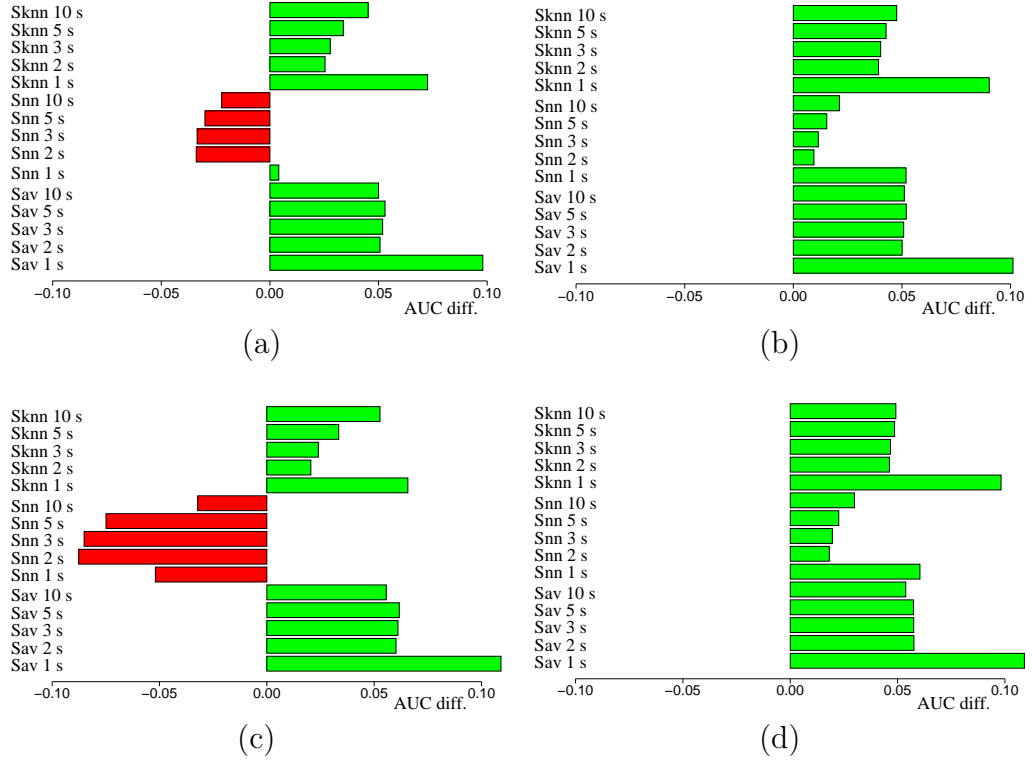 Sknn 10 s
Sknn 5 s
Sknn 3 s
Sknn 2 s
Sknn 1 s
Snn 10 s
Snn 5 s
Snn 3 s
Snn 2 s
Snn 1 s
Sav 10 s
Sav 5 s
Sav 3 s
Sav 2 s
Sav 1 s
−0.10 −0.05 0.00 0.05 0.10
AUC diff.
(a)
Sknn 10 s
Sknn 5 s
Sknn 3 s
Sknn 2 s
Sknn 1 s
Snn 10 s
Snn 5 s
Snn 3 s
Snn 2 s
Snn 1 s
Sav 10 s
Sav 5 s
Sav 3 s
Sav 2 s
Sav 1 s
−0.10 −0.05 0.00 0.05 0.10
AUC diff.
(b)
Sknn 10 s
Sknn 5 s
Sknn 3 s
Sknn 2 s
Sknn 1 s
Snn 10 s
Snn 5 s
Snn 3 s
Snn 2 s
Snn 1 s
Sav 10 s
Sav 5 s
Sav 3 s
Sav 2 s
Sav 1 s
−0.10 −0.05 0.00 0.05 0.10
AUC diff.
(c)
Sknn 10 s
Sknn 5 s
Sknn 3 s
Sknn 2 s
Sknn 1 s
Snn 10 s
Snn 5 s
Snn 3 s
Snn 2 s
Snn 1 s
Sav 10 s
Sav 5 s
Sav 3 s
Sav 2 s
Sav 1 s
−0.10 −0.05 0.00 0.05 0.10
AUC diff.
(d)